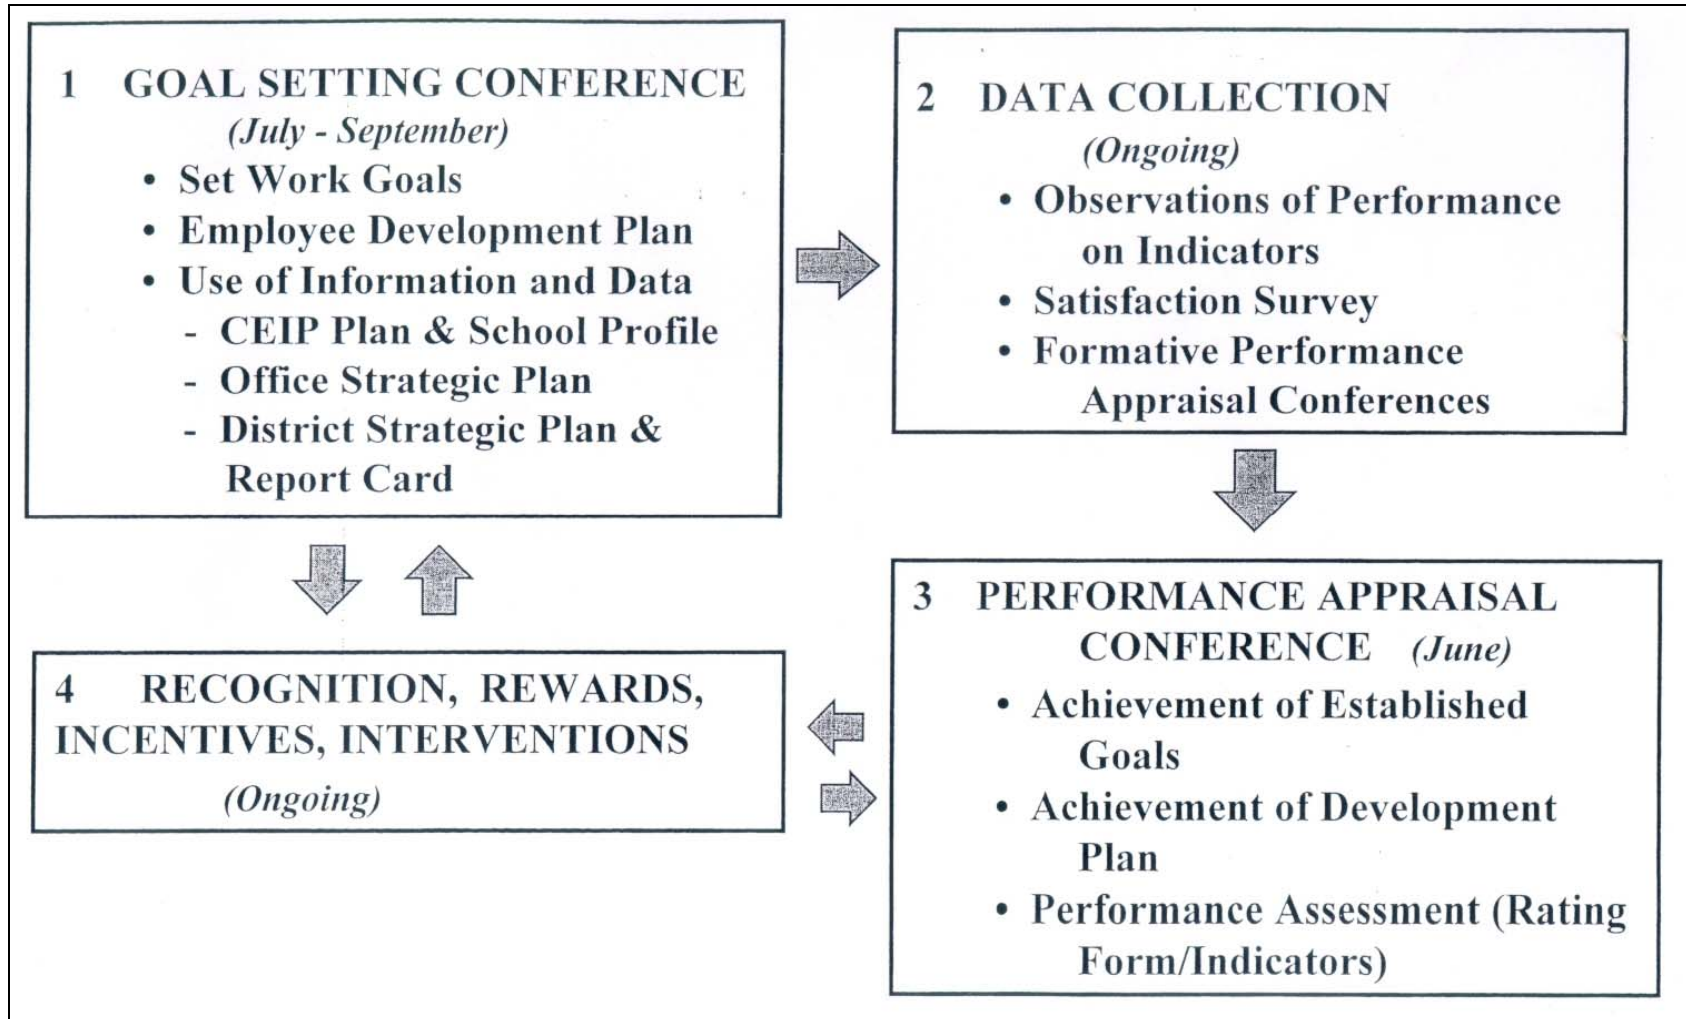 1 GOAL SETTING CONFERENCE
(July - September)
• Set Work Goals
• Employee Development Plan
• Use of Information and Data
- CEIP Plan & School Profile
- Office Strategic Plan
- District Strategic Plan &
Report Card
2 DATA COLLECTION
(Ongoing)
• Observations of Performance
on Indicators
• Satisfaction Survey
• Formative Performance
Appraisal Conferences
3 PERFORMANCE APPRAISAL
CONFERENCE (June)
• Achievement of Established
Goals
• Achievement of Development
Plan
• Performance Assessment (Rating
Form/Indicators)
4 RECOGNITION, REWARDS,
INCENTIVES, INTERVENTIONS
(Ongoing)